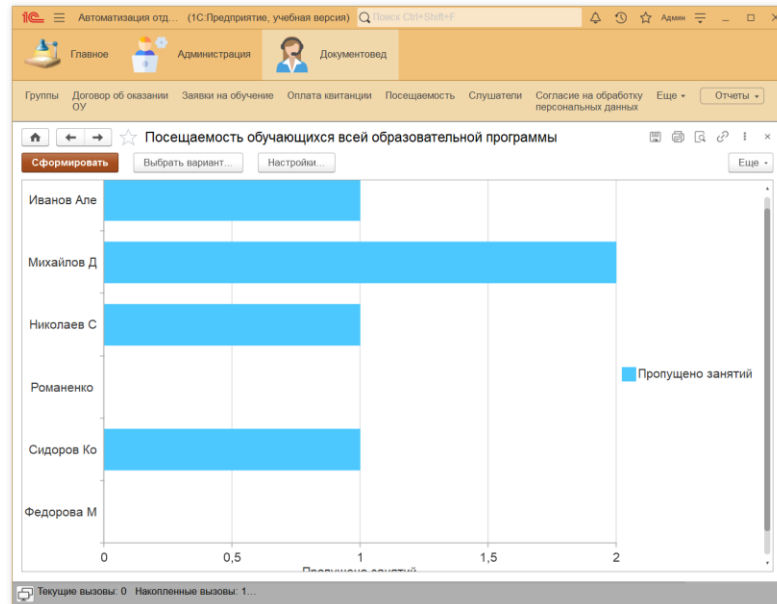 Автоматизация отд... (1С:Предприятие, учебная версия) Поиск Ctrl+Shift+F Админ
Главное Администрация Документовед
Группы Договор об оказании ОУ Заявки на обучение Оплата квитанции Посещаемость Слушатели Согласие на обработку персональных данных Еще Отчеты
Посещаемость обучающихся всей образовательной программы
Сформировать Выбрать вариант... Настройки... Еще
Иванов Але
Михайлов Д
Николаев С
Пропущено занятий
Романенко
Сидоров Ко
Федорова М
0 0,5 1 1,5 2
Пропущено занятий
Текущие вызовы: 0 Накопленные вызовы: 1...